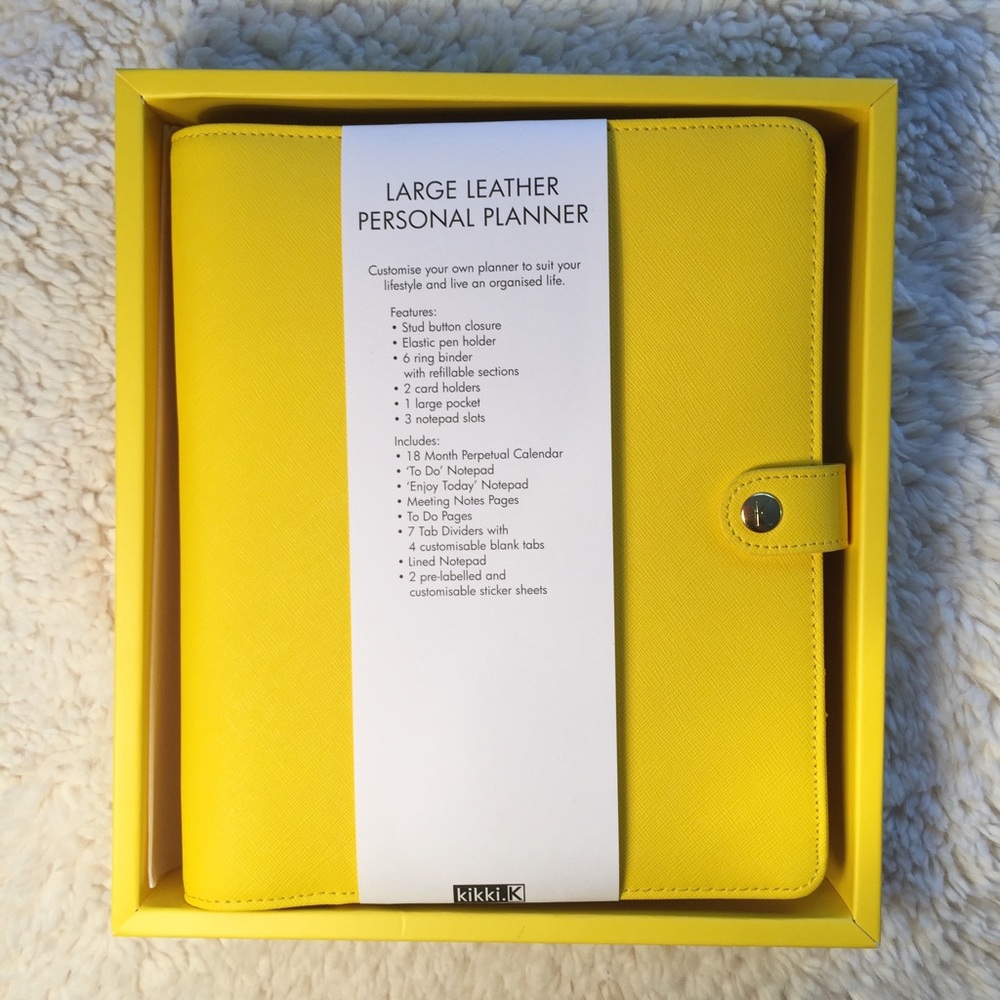 LARGE LEATHER
PERSONAL PLANNER
Customise your own planner to suit your
lifestyle and live an organised life.
Features:
• Stud button closure
• Elastic pen holder
• 6 ring binder
with refillable sections
• 2 card holders
• 1 large pocket
• 3 notepad slots
Includes:
• 18 Month Perpetual Calendar
• ‘To Do’ Notepad
• ‘Enjoy Today’ Notepad
• Meeting Notes Pages
• To Do Pages
• 7 Tab Dividers with
4 customisable blank tabs
• Lined Notepad
• 2 pre-labelled and
customisable sticker sheets
kikki.K